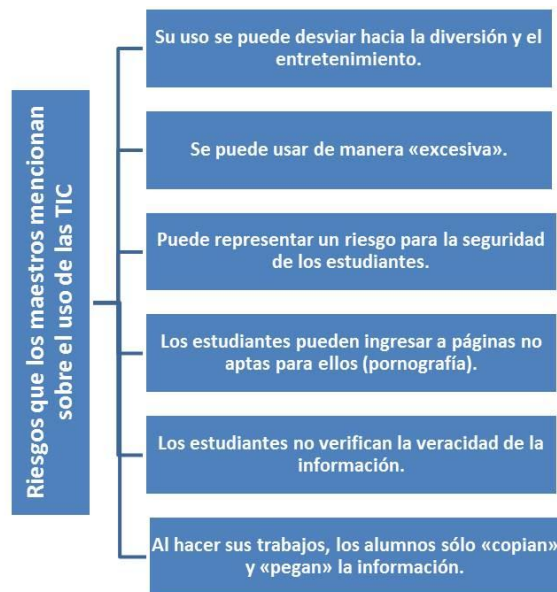 Riesgos que los maestros mencionan
sobre el uso de las TIC
Su uso se puede desviar hacia la diversión y el
entretenimiento.
Se puede usar de manera «excesiva».
Puede representar un riesgo para la seguridad
de los estudiantes.
Los estudiantes pueden ingresar a páginas no
aptas para ellos (pornografía).
Los estudiantes no verifican la veracidad de la
información.
Al hacer sus trabajos, los alumnos sólo «copian»
y «pegan» la información.